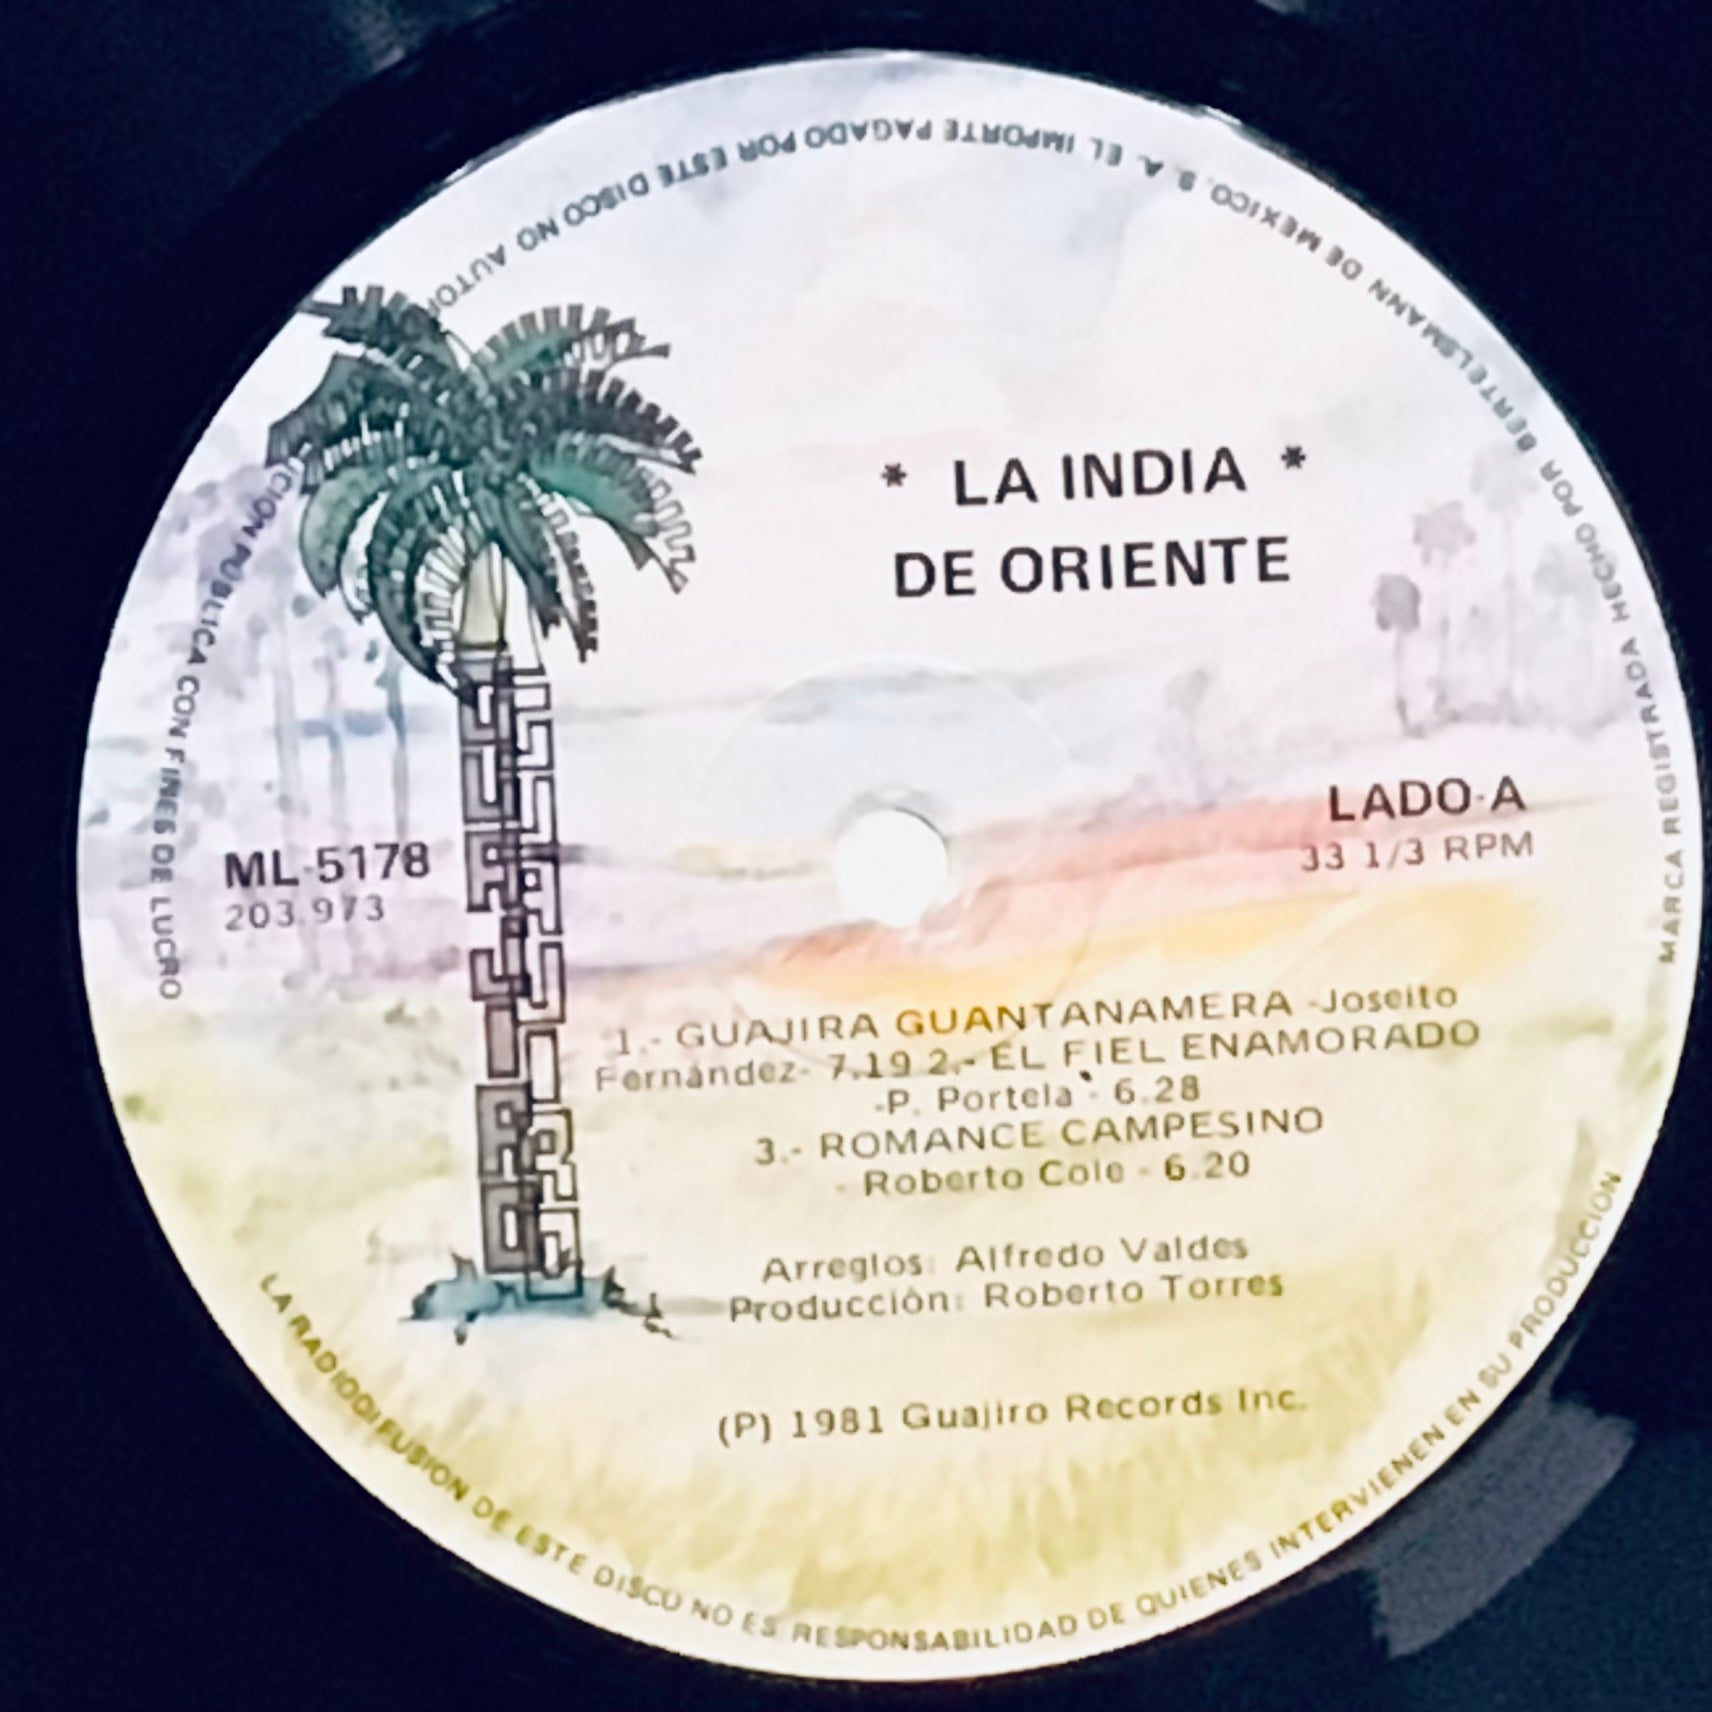 * LA INDIA *
DE ORIENTE
LADO-A
33 1/3 RPM
ML-5178
203.973
1.- GUAJIRA GUANTANAMERA -Joseito
Fernández- 7.19 2.- EL FIEL ENAMORADO
-P. Portela - 6.28
3.- ROMANCE CAMPESINO
- Roberto Cole - 6.20
Arreglos: Alfredo Valdes
Producción: Roberto Torres
(P) 1981 Guajiro Records Inc.
MARCA REGISTRADA HECHO POR BERTELSMANN DE MEXICO, S. A. EL IMPORTE PAGADO POR ESTE DISCO NO PUBLICA CON FINES DE LUCRO
LA RADIODIFUSION DE ESTE DISCO NO ES RESPONSABILIDAD DE QUIENES INTERVIENEN EN SU PRODUCCION